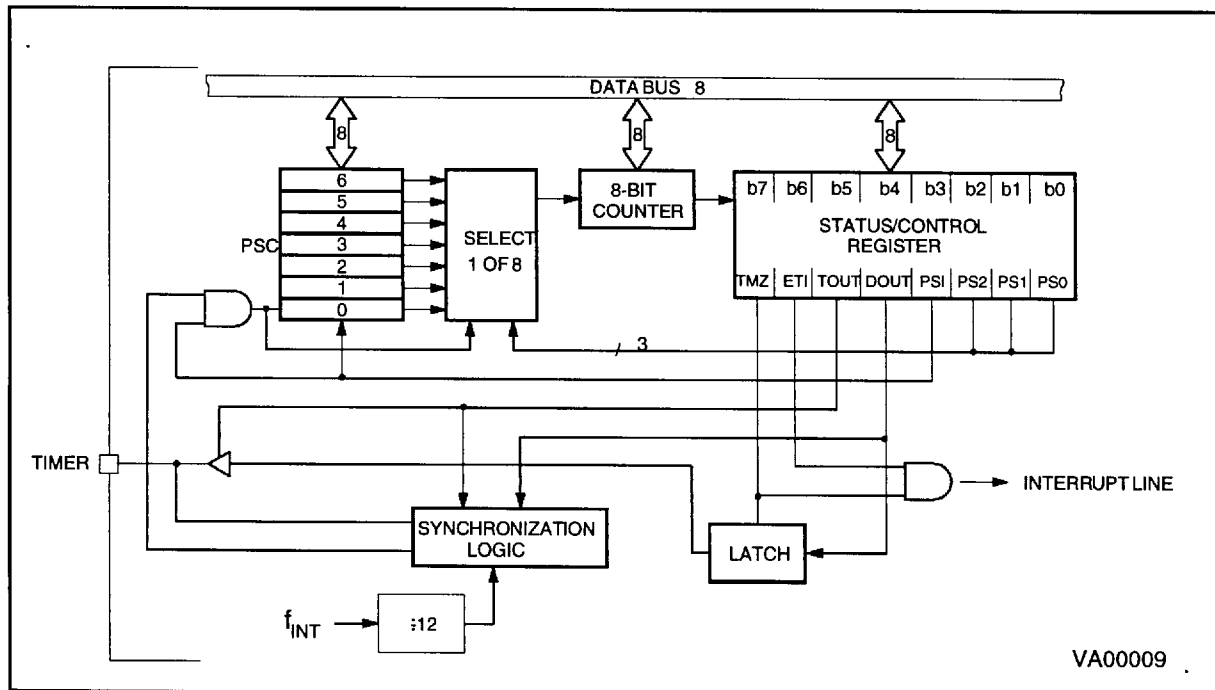 DATA BUS 8
8 8 8
6
5
4
PSC 3
2
1
0
SELECT
1 OF 8
8-BIT
COUNTER
b7 b6 b5 b4 b3 b2 b1 b0
STATUS/CONTROL
REGISTER
TMZ ETI TOUT DOUT PSI PS2 PS1 PS0
3
TIMER
SYNCHRONIZATION
LOGIC
LATCH
INTERRUPT LINE
fINT
÷12
VA00009